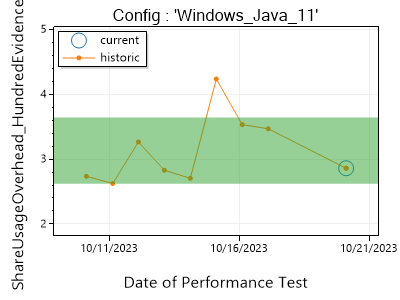 Config : 'Windows_Java_11'
ShareUsageOverhead_HundredEvidence
5
4
3
2
current
historic
10/11/2023
10/16/2023
10/21/2023
Date of Performance Test